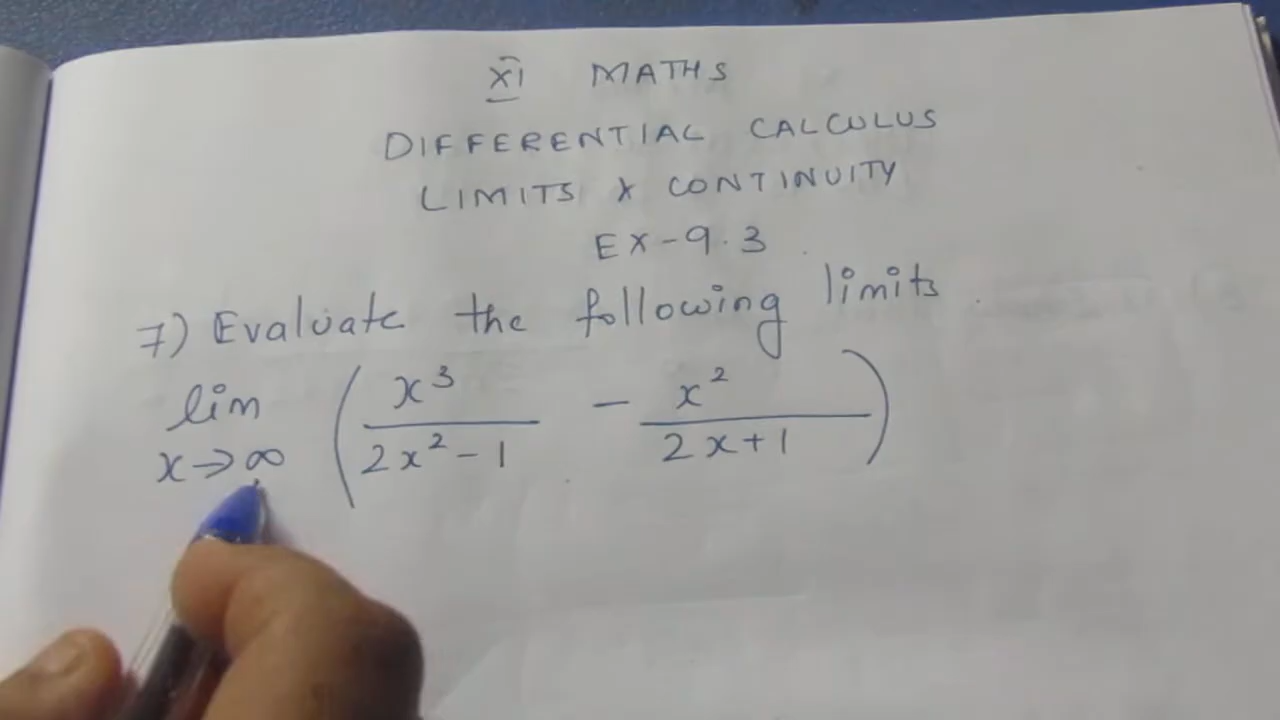 XI MATHS
DIFFERENTIAL CALCULUS
LIMITS & CONTINUITY
EX-9.3
7) Evaluate the following limits.
lim x→∞ (x³/(2x²-1) - x²/(2x+1))